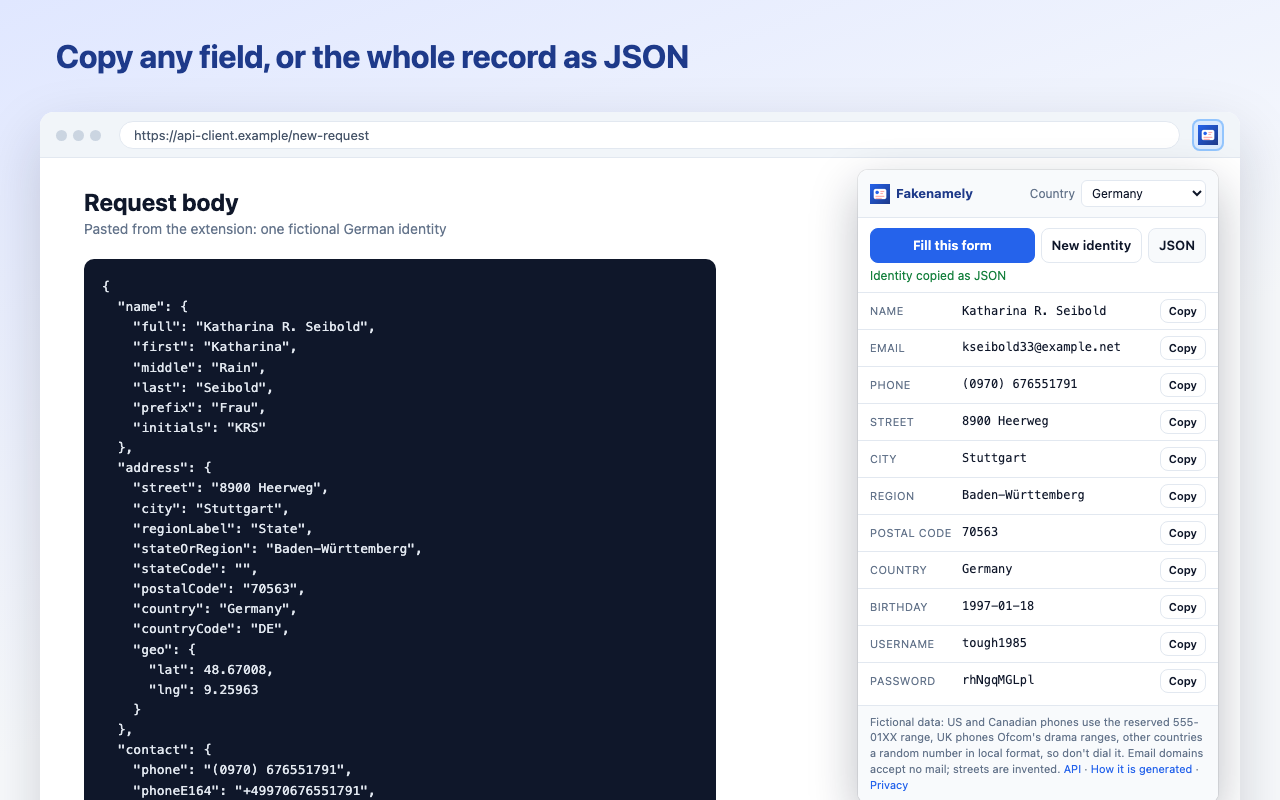 Copy any field, or the whole record as JSON
https://api-client.example/new-request
Request body
Pasted from the extension: one fictional German identity
{
"name": {
"full": "Katharina R. Seibold",
"first": "Katharina",
"middle": "Rain",
"last": "Seibold",
"prefix": "Frau",
"initials": "KRS"
},
"address": {
"street": "8900 Heerweg",
"city": "Stuttgart",
"regionLabel": "State",
"stateOrRegion": "Baden-Württemberg",
"stateCode": "",
"postalCode": "70563",
"country": "Germany",
"countryCode": "DE",
"geo": {
"lat": 48.67008,
"lng": 9.25963
}
},
"contact": {
"phone": "(0970) 676551791",
"phoneE164": "+49970676551791",
Fakenamely Country Germany
Fill this form New identity JSON
Identity copied as JSON
NAME Katharina R. Seibold Copy
EMAIL kseibold33@example.net Copy
PHONE (0970) 676551791 Copy
STREET 8900 Heerweg Copy
CITY Stuttgart Copy
REGION Baden-Württemberg Copy
POSTAL CODE 70563 Copy
COUNTRY Germany Copy
BIRTHDAY 1997-01-18 Copy
USERNAME tough1985 Copy
PASSWORD rhNgqMGLpl Copy
Fictional data: US and Canadian phones use the reserved 555-
01XX range, UK phones Ofcom's drama ranges, other countries
a random number in local format, so don't dial it. Email domains
accept no mail; streets are invented. API · How it is generated ·
Privacy